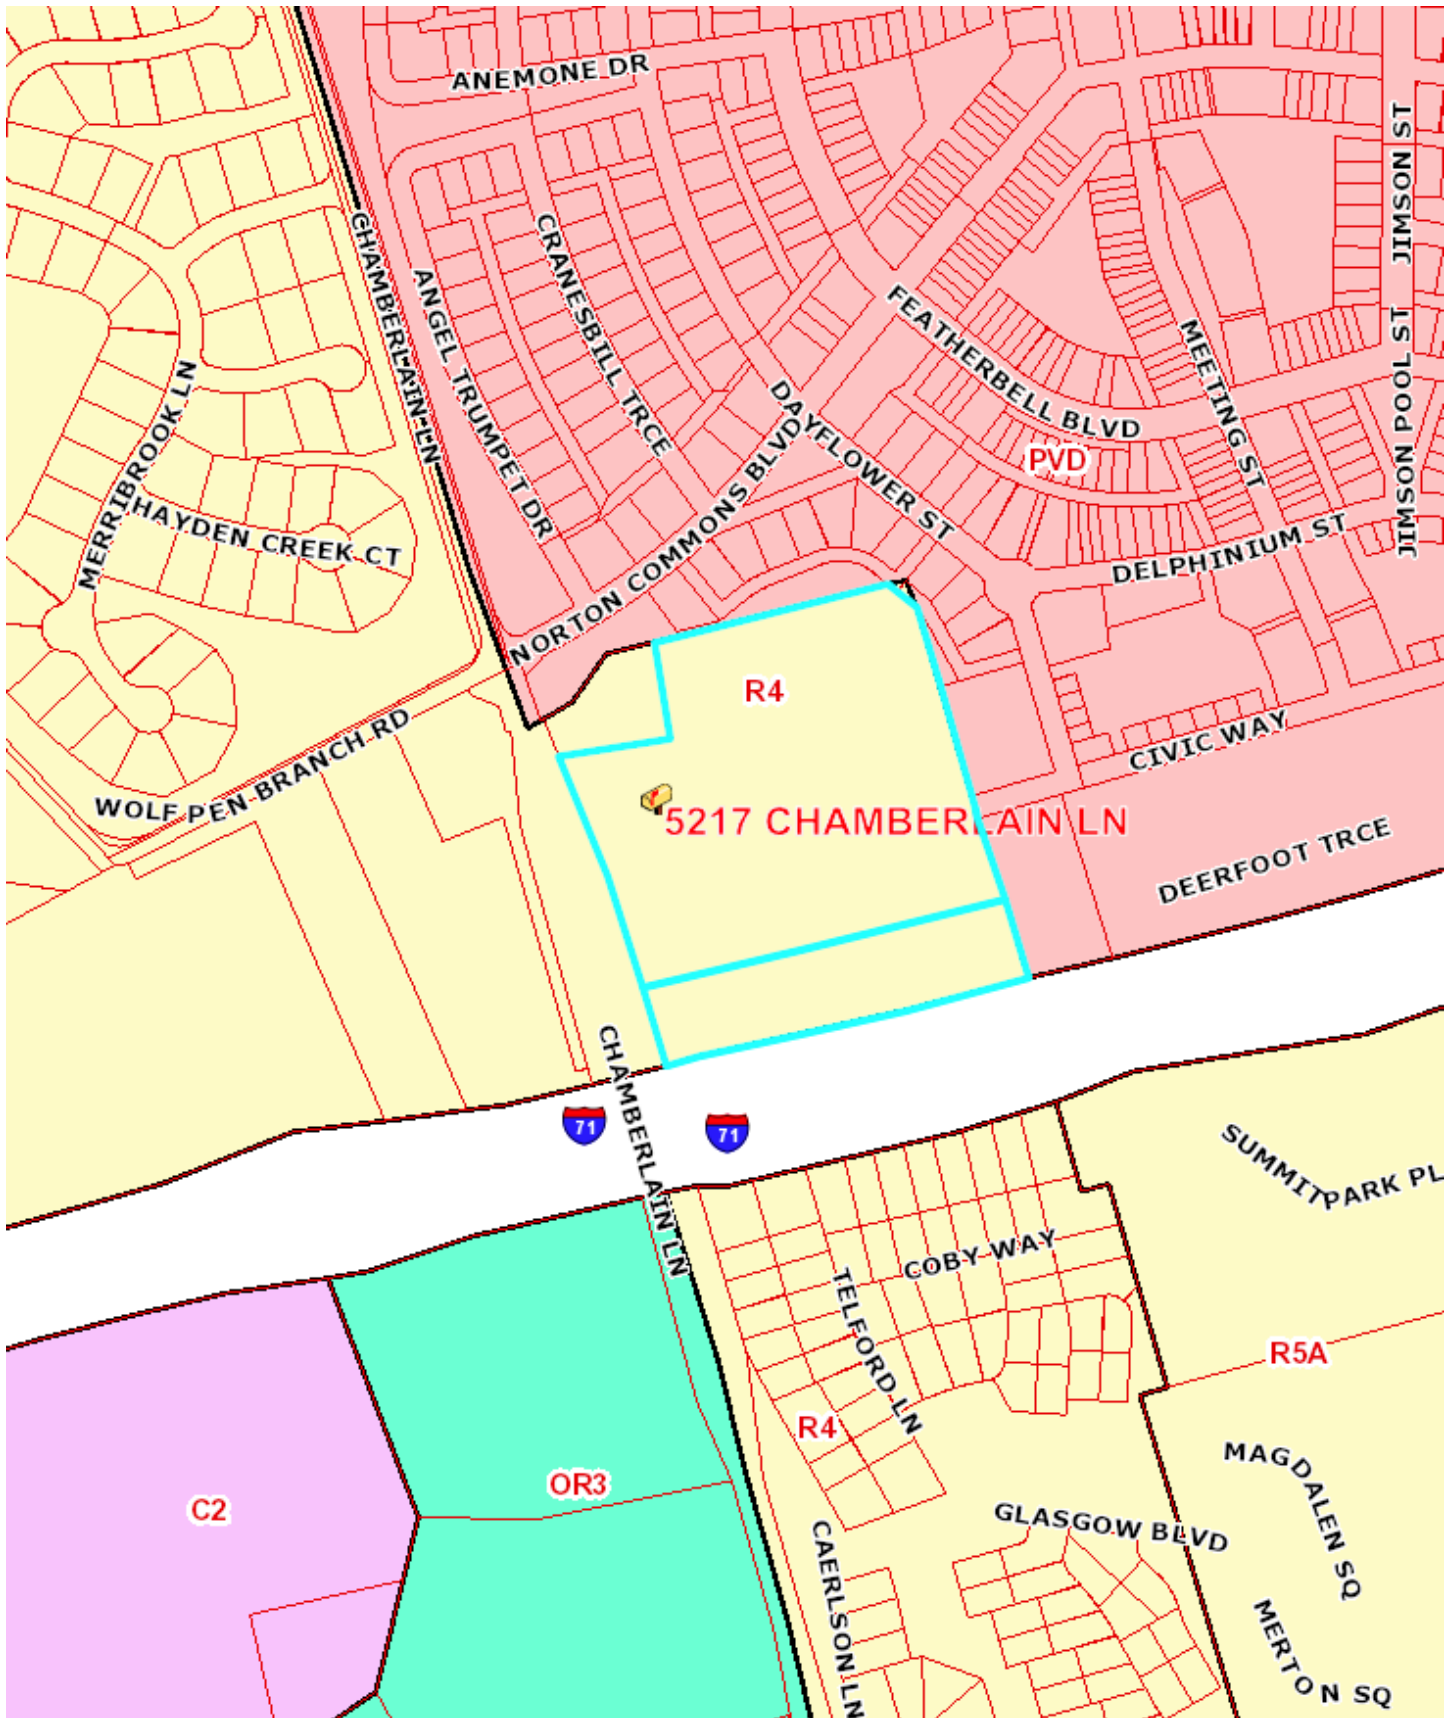 ANEMONE DR
JIMSON ST
CHAMBERLAIN LN
CRANESBILL TRCE
ANGEL TRUMPET DR
FEATHERBELL BLVD
MEETING ST
JIMSON POOL ST
MERRIBROOK LN
DAYFLOWER ST
PVD
HAYDEN CREEK CT
NORTON COMMONS BLVD
DELPHINIUM ST
R4
WOLF PEN BRANCH RD
CIVIC WAY
5217 CHAMBERLAIN LN
DEERFOOT TRCE
CHAMBERLAIN LN
71
71
SUMMIT PARK PL
COBY WAY
TELFORD LN
R5A
R4
MAGDALEN SQ
OR3
C2
GLASGOW BLVD
CAERLSON LN
MERTON SQ